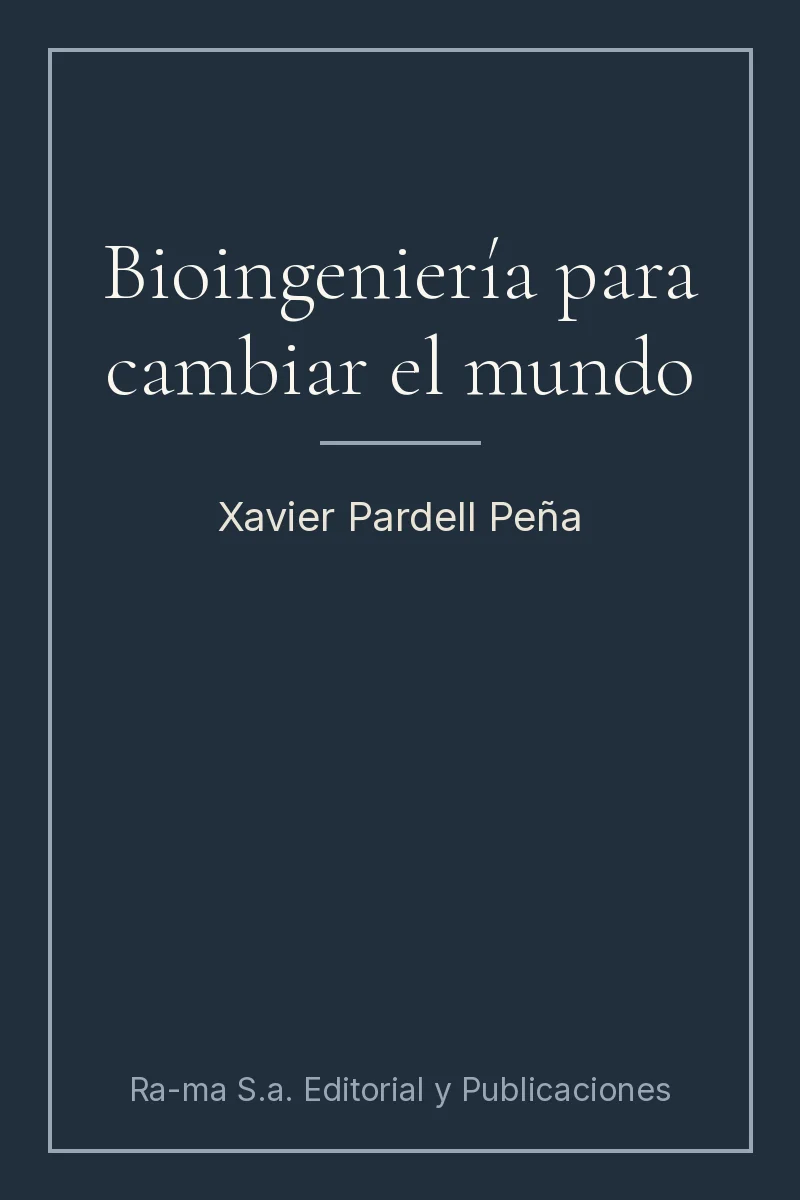 Bioingeniería para
cambiar el mundo
Xavier Pardell Peña
Ra-ma S.a. Editorial y Publicaciones